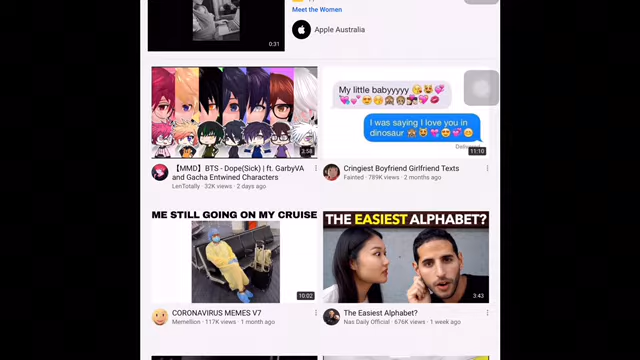 Meet the Women
0:31
Apple Australia
3:58
My little babyyyyy 😘😻💞
I was saying I love you in
dinosaur
11:10
【MMD】BTS - Dope(Sick) | ft. GarbyVA
and Gacha Entwined Characters
LenTotally · 32K views · 2 days ago
Cringiest Boyfriend Girlfriend Texts
Fainted · 789K views · 2 months ago
ME STILL GOING ON MY CRUISE
10:02
THE EASIEST ALPHABET?
3:43
CORONAVIRUS MEMES V7
Memellion · 117K views · 1 month ago
The Easiest Alphabet?
Nas Daily Official · 676K views · 1 week ago